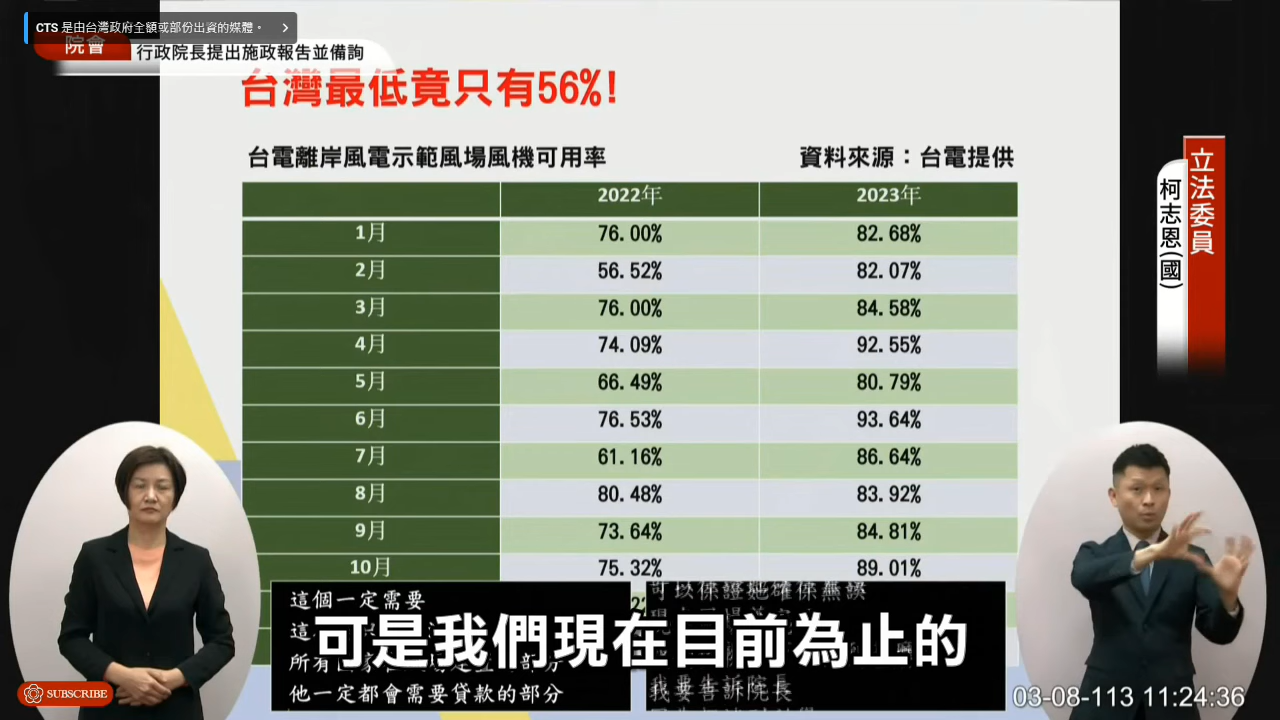 CTS 是由台灣政府全額或部份出資的媒體。
院會
行政院長提出施政報告並備詢
台灣最低竟只有56%!
台電離岸風電示範風場風機可用率 資料來源：台電提供
2022年 2023年
1月 76.00% 82.68%
2月 56.52% 82.07%
3月 76.00% 84.58%
4月 74.09% 92.55%
5月 66.49% 80.79%
6月 76.53% 93.64%
7月 61.16% 86.64%
8月 80.48% 83.92%
9月 73.64% 84.81%
10月 75.32% 89.01%
立法委員
柯志恩(國)
這個一定需要
可以保證她確保無誤
可是我們現在目前為止的
他一定都會需要貸款的部分
我要告訴院長
SUBSCRIBE
03-08-113 11:24:36